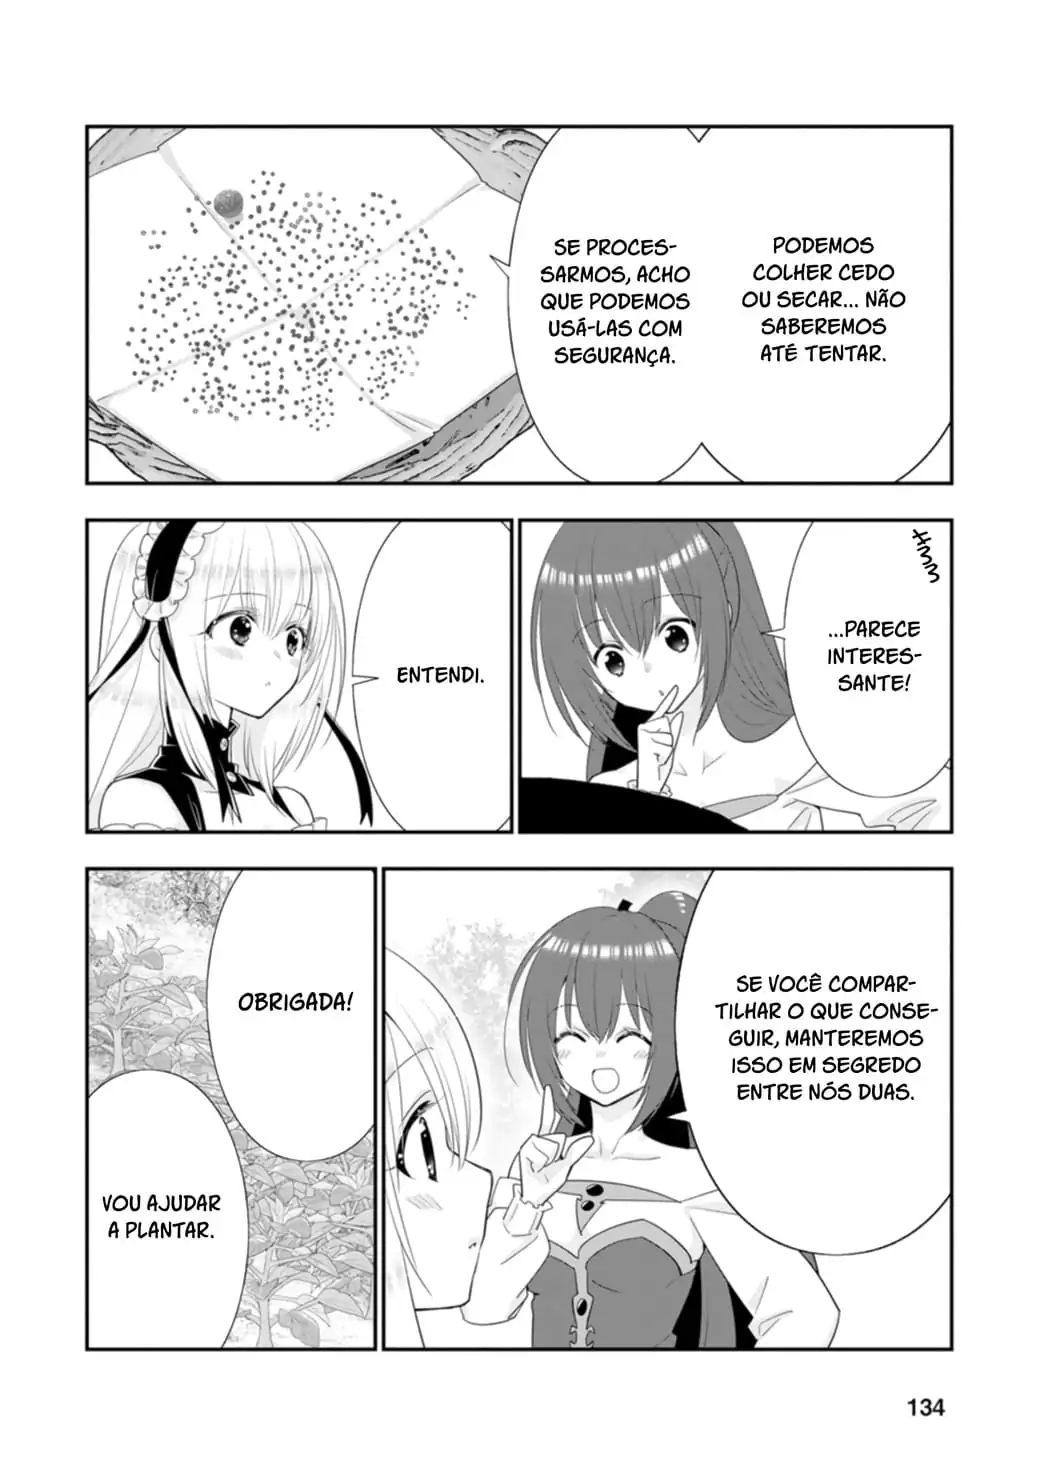 PODEMOS
COLHER CEDO
OU SECAR... NÃO
SABEREMOS
ATÉ TENTAR.
SE PROCES-
SARMOS, ACHO
QUE PODEMOS
USÁ-LAS COM
SEGURANÇA.
...PARECE
INTERES-
SANTE!
ENTENDI.
SE VOCÊ COMPAR-
TILHAR O QUE CONSE-
GUIR, MANTEREMOS
ISSO EM SEGREDO
ENTRE NÓS DUAS.
OBRIGADA!
VOU AJUDAR
A PLANTAR.
134